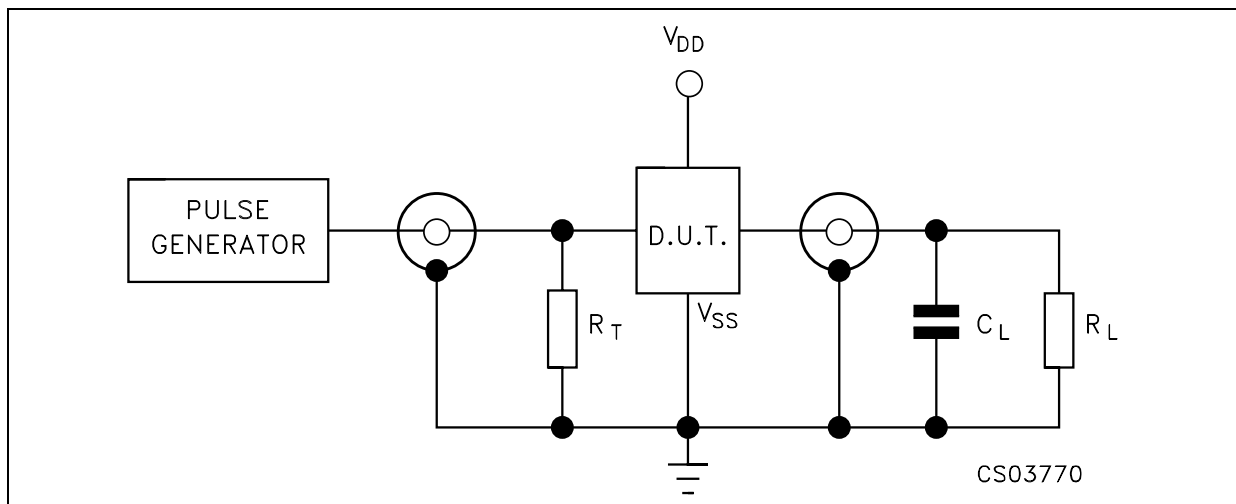 VDD
PULSE
GENERATOR
D.U.T.
VSS
RT
CL
RL
CS03770